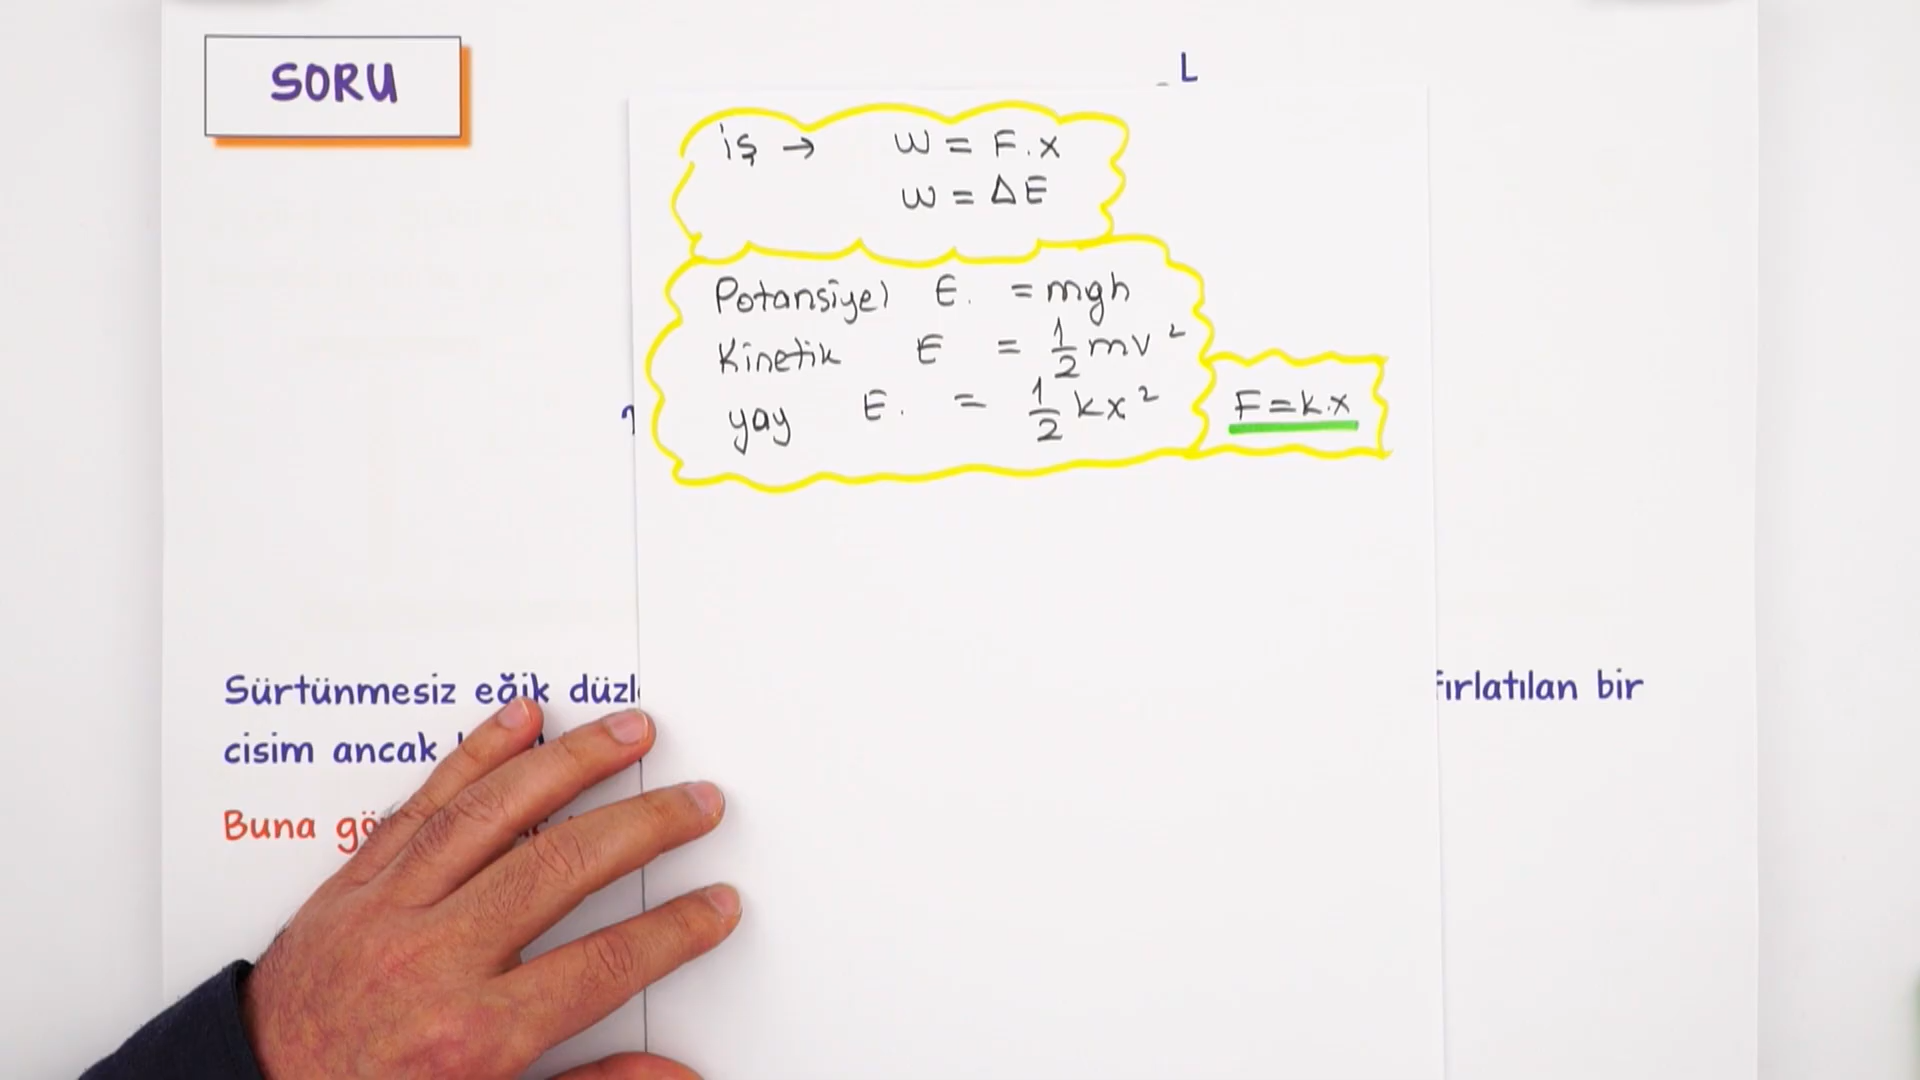 SORU
L
iş → W = F.x
W = ΔE
Potansiyel E. = mgh
Kinetik E = 1/2 mv²
yay E. = 1/2 kx²
F = k.x
Sürtünmesiz eğik fırlatılan bir
cisim ancak
Buna